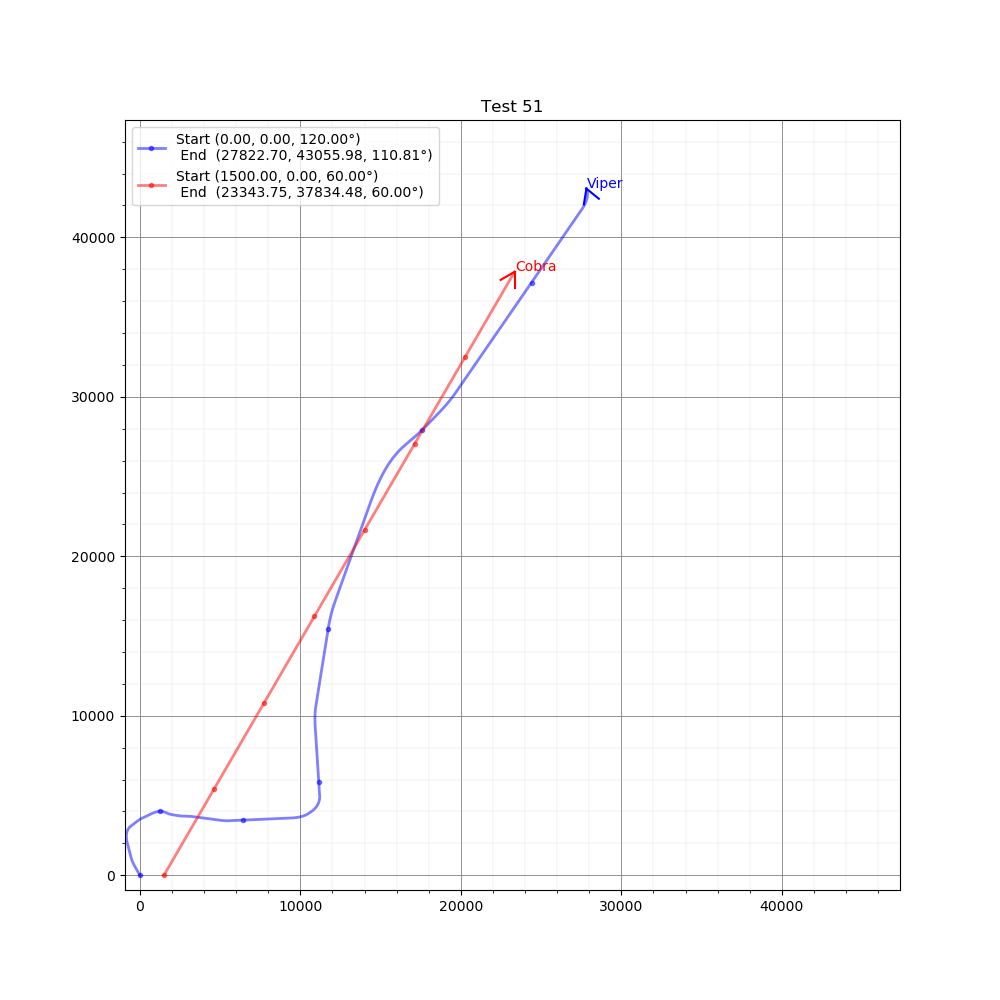 Test 51
Start (0.00, 0.00, 120.00°)
End (27822.70, 43055.98, 110.81°)
Start (1500.00, 0.00, 60.00°)
End (23343.75, 37834.48, 60.00°)
Viper
Cobra
40000
30000
20000
10000
0
0 10000 20000 30000 40000